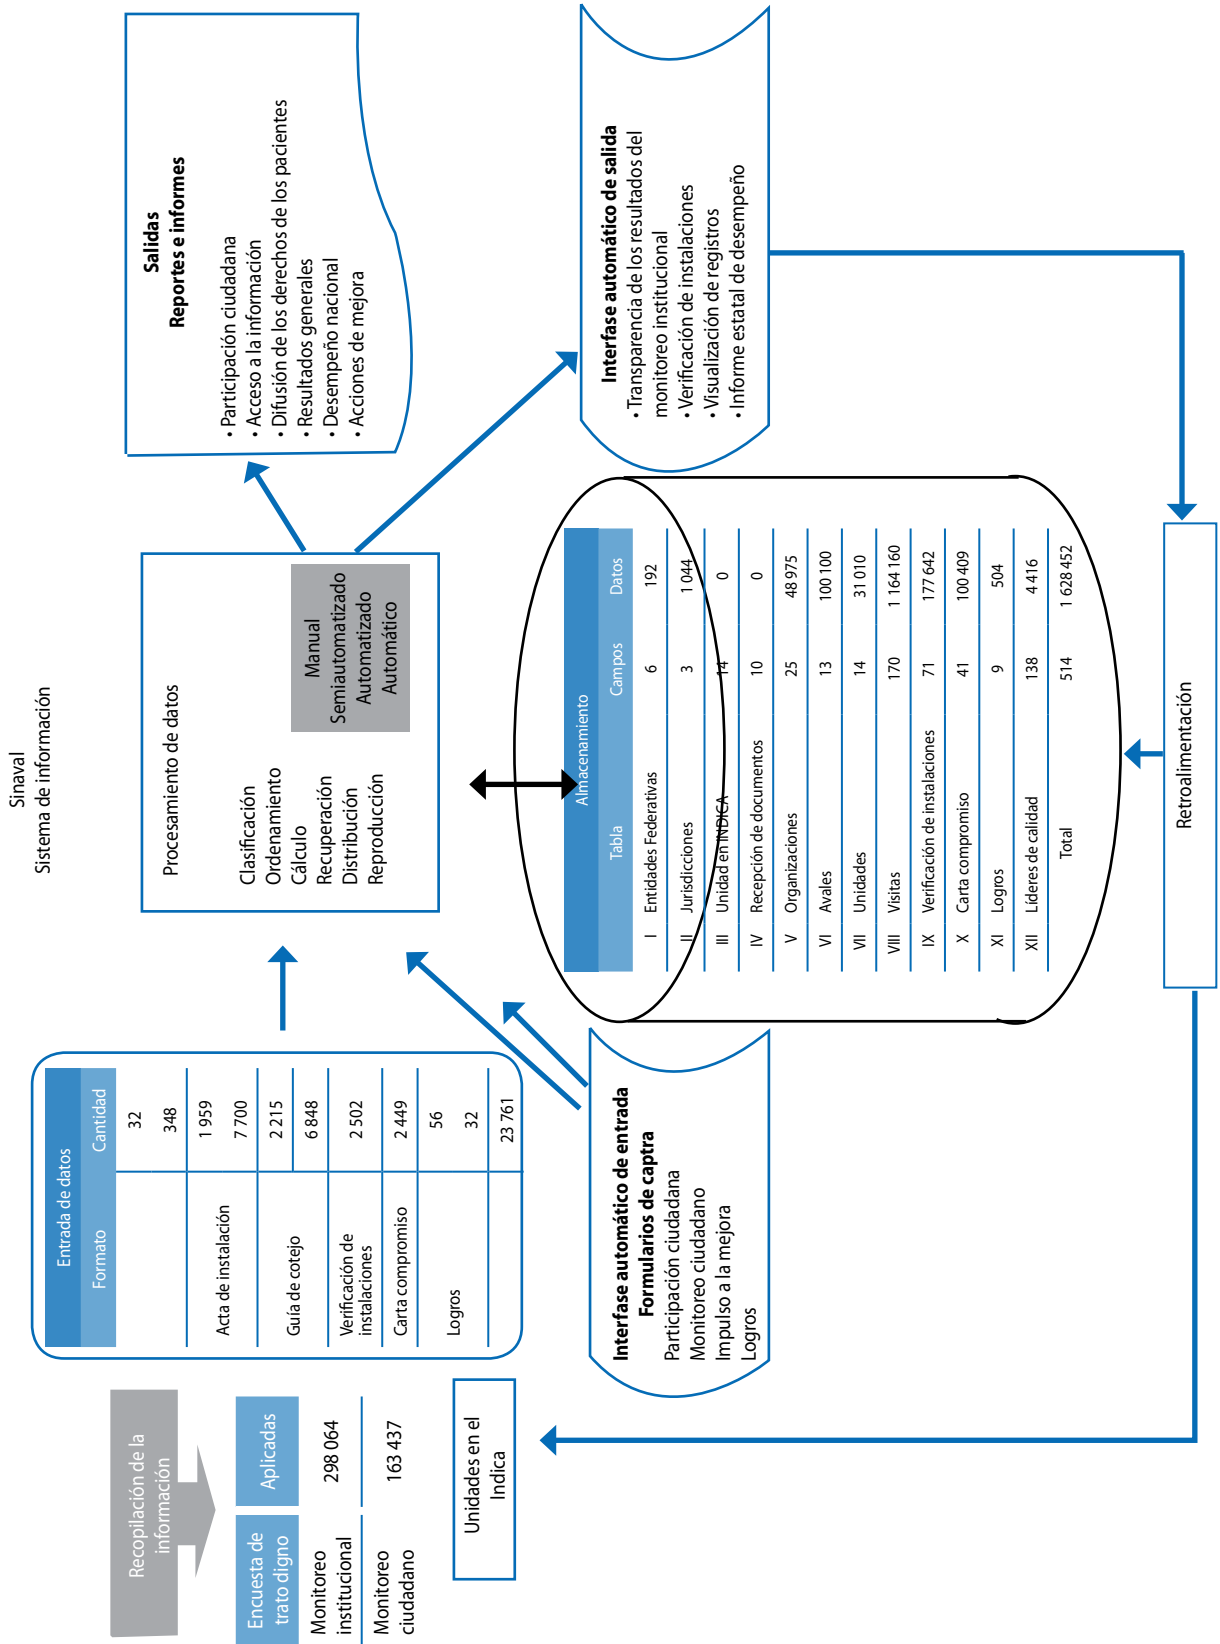 Sinaval
Sistema de información
Recopilación de la
información
Encuesta de
trato digno
Aplicadas
Monitoreo
institucional
298 064
Monitoreo
ciudadano
163 437
Unidades en el
Indica
Entrada de datos
Formato Cantidad
32
348
Acta de instalación
1 959
7 700
Guía de cotejo
2 215
6 848
Verificación de
instalaciones
2 502
Carta compromiso 2 449
Logros
56
32
23 761
Interfase automático de entrada
Formularios de captra
Participación ciudadana
Monitoreo ciudadano
Impulso a la mejora
Logros
Procesamiento de datos
Clasificación
Ordenamiento
Cálculo
Recuperación
Distribución
Reproducción
Manual
Semiautomatizado
Automatizado
Automático
Almacenamiento
Tabla Campos Datos
I Entidades Federativas 6 192
II Jurisdicciones 3 1 044
III Unidad en INDICA 14 0
IV Recepción de documentos 10 0
V Organizaciones 25 48 975
VI Avales 13 100 100
VII Unidades 14 31 010
VIII Visitas 170 1 164 160
IX Verificación de instalaciones 71 177 642
X Carta compromiso 41 100 409
XI Logros 9 504
XII Líderes de calidad 138 4 416
Total 514 1 628 452
Salidas
Reportes e informes
• Participación ciudadana
• Acceso a la información
• Difusión de los derechos de los pacientes
• Resultados generales
• Desempeño nacional
• Acciones de mejora
Interfase automático de salida
• Transparencia de los resultados del
monitoreo institucional
• Verificación de instalaciones
• Visualización de registros
• Informe estatal de desempeño
Retroalimentación